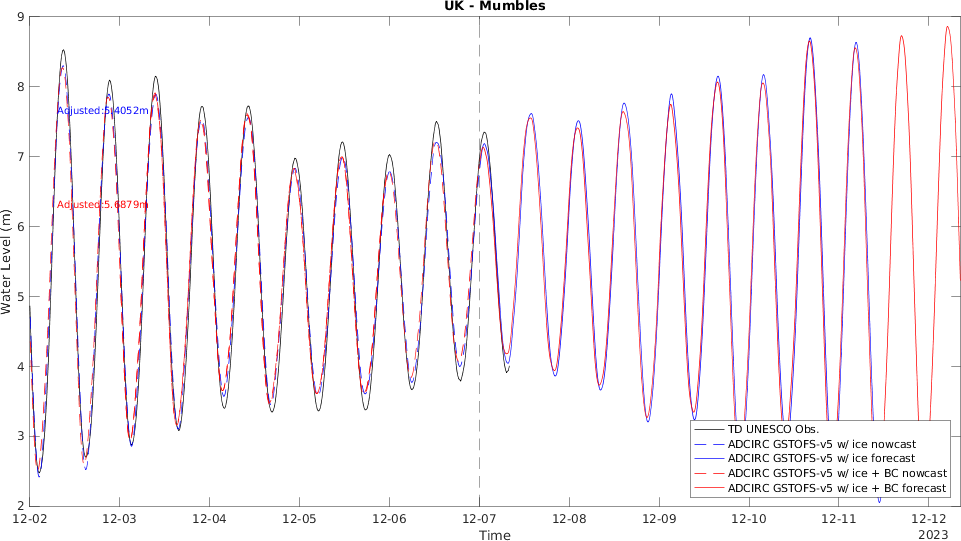 UK - Mumbles
9
8
7
6
5
4
3
2
Water Level (m)
Adjusted:5.4052m
Adjusted:5.6879m
TD UNESCO Obs.
ADCIRC GSTOFS-v5 w/ ice nowcast
ADCIRC GSTOFS-v5 w/ ice forecast
ADCIRC GSTOFS-v5 w/ ice + BC nowcast
ADCIRC GSTOFS-v5 w/ ice + BC forecast
12-02 12-03 12-04 12-05 12-06 12-07 12-08 12-09 12-10 12-11 12-12
Time
2023